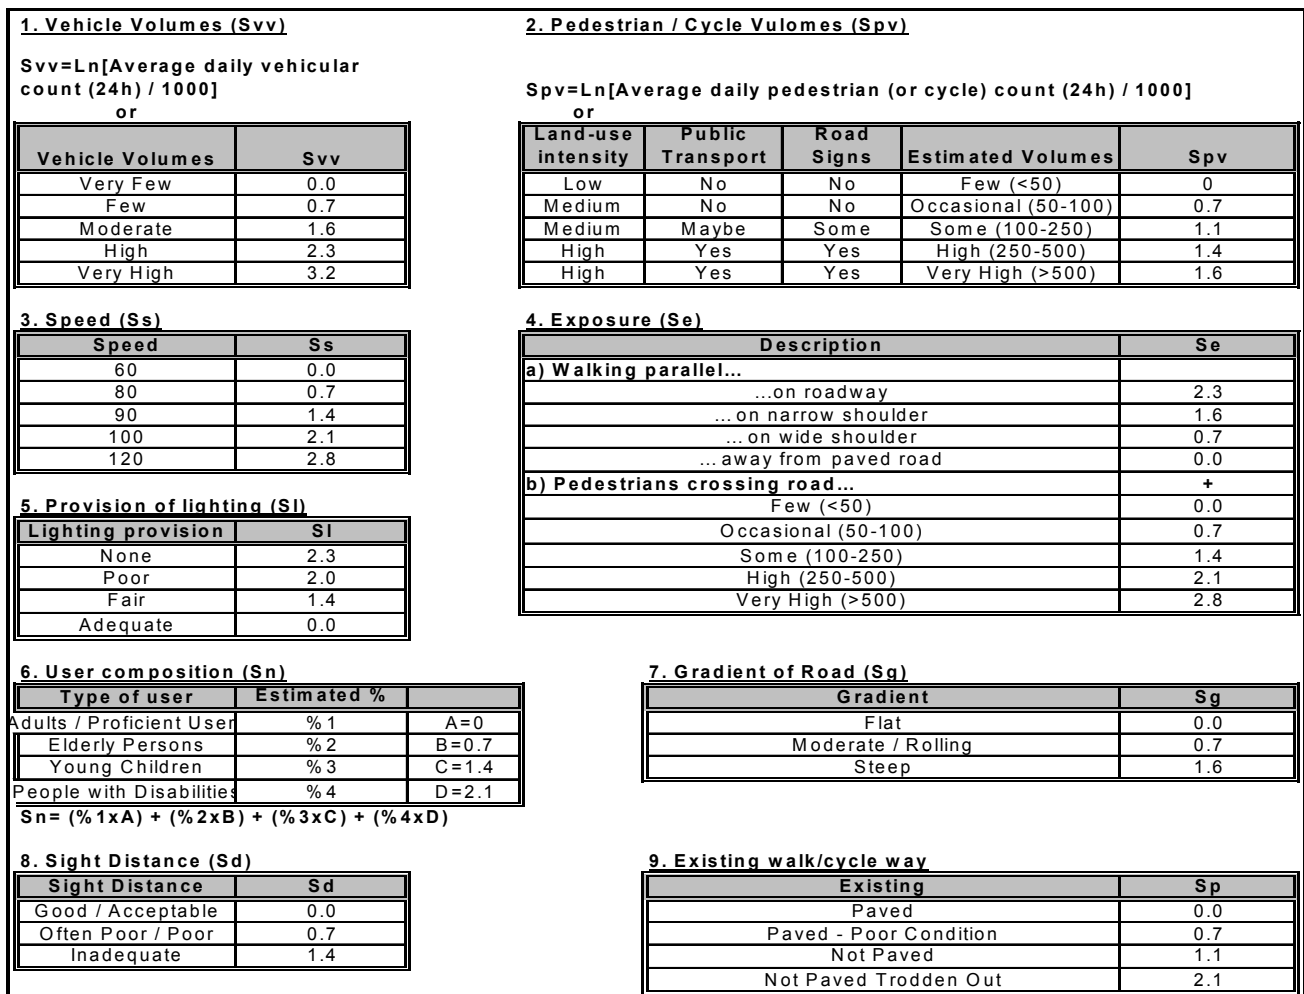 1. Vehicle Volumes (Svv)
Svv=Ln[Average daily vehicular
count (24h) / 1000]
or
Vehicle Volumes Svv
Very Few 0.0
Few 0.7
Moderate 1.6
High 2.3
Very High 3.2
2. Pedestrian / Cycle Vulomes (Spv)
Spv=Ln[Average daily pedestrian (or cycle) count (24h) / 1000]
or
Land-use Public Road
intensity Transport Signs Estimated Volumes Spv
Low No No Few (<50) 0
Medium No No Occasional (50-100) 0.7
Medium Maybe Some Some (100-250) 1.1
High Yes Yes High (250-500) 1.4
High Yes Yes Very High (>500) 1.6
3. Speed (Ss)
Speed Ss
60 0.0
80 0.7
90 1.4
100 2.1
120 2.8
4. Exposure (Se)
Description Se
a) Walking parallel...
...on roadway 2.3
...on narrow shoulder 1.6
...on wide shoulder 0.7
...away from paved road 0.0
b) Pedestrians crossing road... +
Few (<50) 0.0
Occasional (50-100) 0.7
Some (100-250) 1.4
High (250-500) 2.1
Very High (>500) 2.8
5. Provision of lighting (Sl)
Lighting provision Sl
None 2.3
Poor 2.0
Fair 1.4
Adequate 0.0
6. User composition (Sn)
Type of user Estimated %
Adults / Proficient User %1 A=0
Elderly Persons %2 B=0.7
Young Children %3 C=1.4
People with Disabilities %4 D=2.1
Sn= (%1xA) + (%2xB) + (%3xC) + (%4xD)
7. Gradient of Road (Sg)
Gradient Sg
Flat 0.0
Moderate / Rolling 0.7
Steep 1.6
8. Sight Distance (Sd)
Sight Distance Sd
Good / Acceptable 0.0
Often Poor / Poor 0.7
Inadequate 1.4
9. Existing walk/cycle way
Existing Sp
Paved 0.0
Paved - Poor Condition 0.7
Not Paved 1.1
Not Paved Trodden Out 2.1